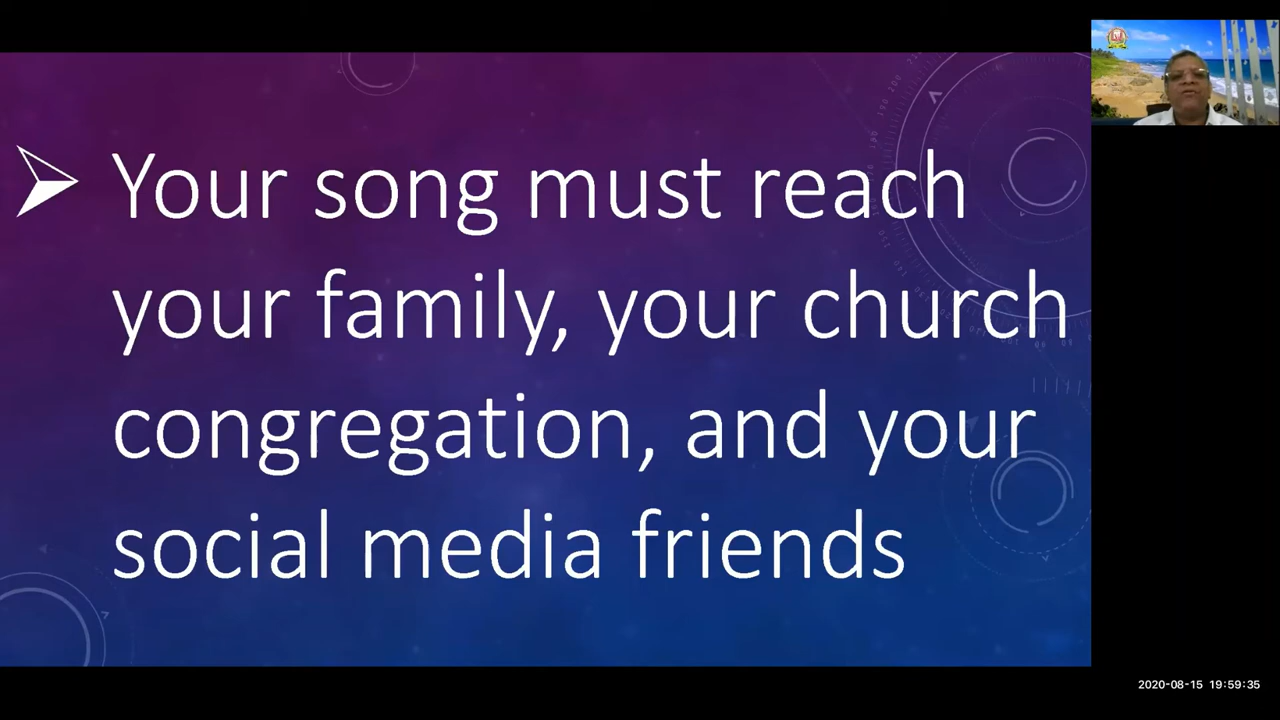 Your song must reach
your family, your church
congregation, and your
social media friends
2020-08-15 19:59:35